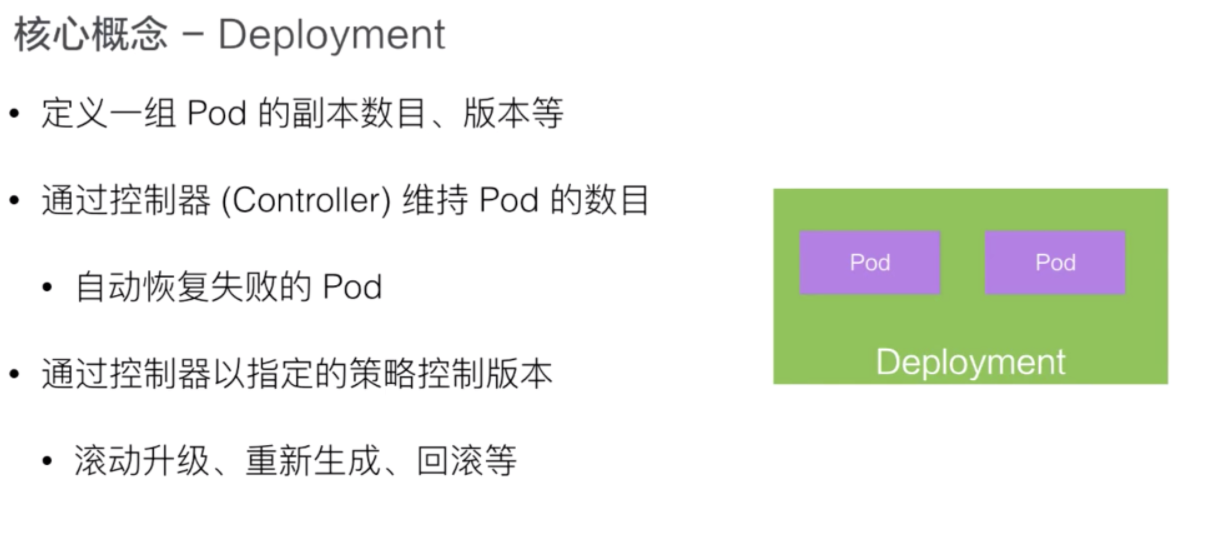 核心概念 – Deployment
• 定义一组 Pod 的副本数目、版本等
• 通过控制器 (Controller) 维持 Pod 的数目
• 自动恢复失败的 Pod
• 通过控制器以指定的策略控制版本
• 滚动升级、重新生成、回滚等
Pod
Pod
Deployment